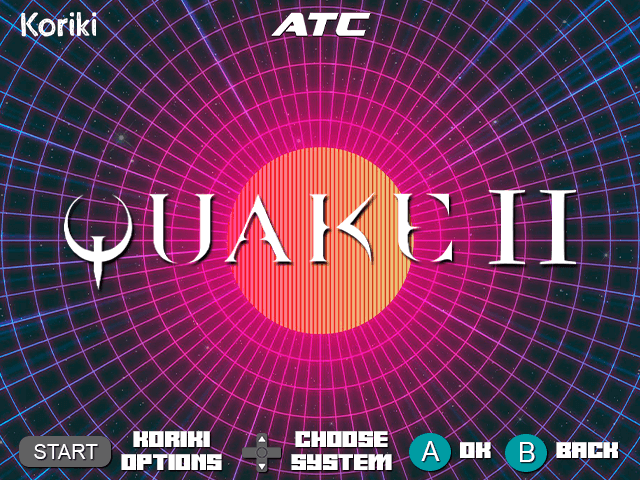 Koriki
ATC
QUAKE II
START
KORIKI
OPTIONS
CHOOSE
SYSTEM
A
OK
B
BACK